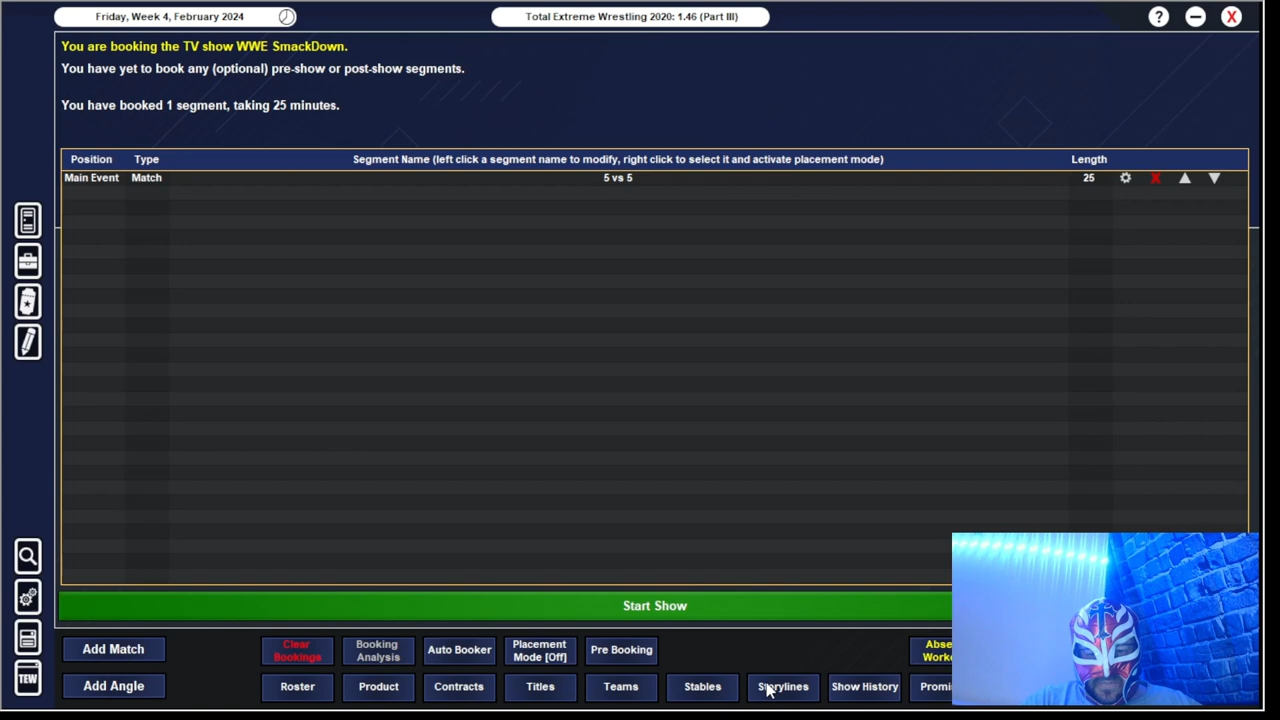 Friday, Week 4, February 2024
Total Extreme Wrestling 2020: 1.46 (Part III)
?
X
You are booking the TV show WWE SmackDown.
You have yet to book any (optional) pre-show or post-show segments.
You have booked 1 segment, taking 25 minutes.
Position Type Segment Name (left click a segment name to modify, right click to select it and activate placement mode) Length
Main Event Match 5 vs 5 25 X
Start Show
Add Match
Clear Bookings
Booking Analysis
Auto Booker
Placement Mode [Off]
Pre Booking
Add Angle
Roster
Product
Contracts
Titles
Teams
Stables
Storylines
Show History
TEW